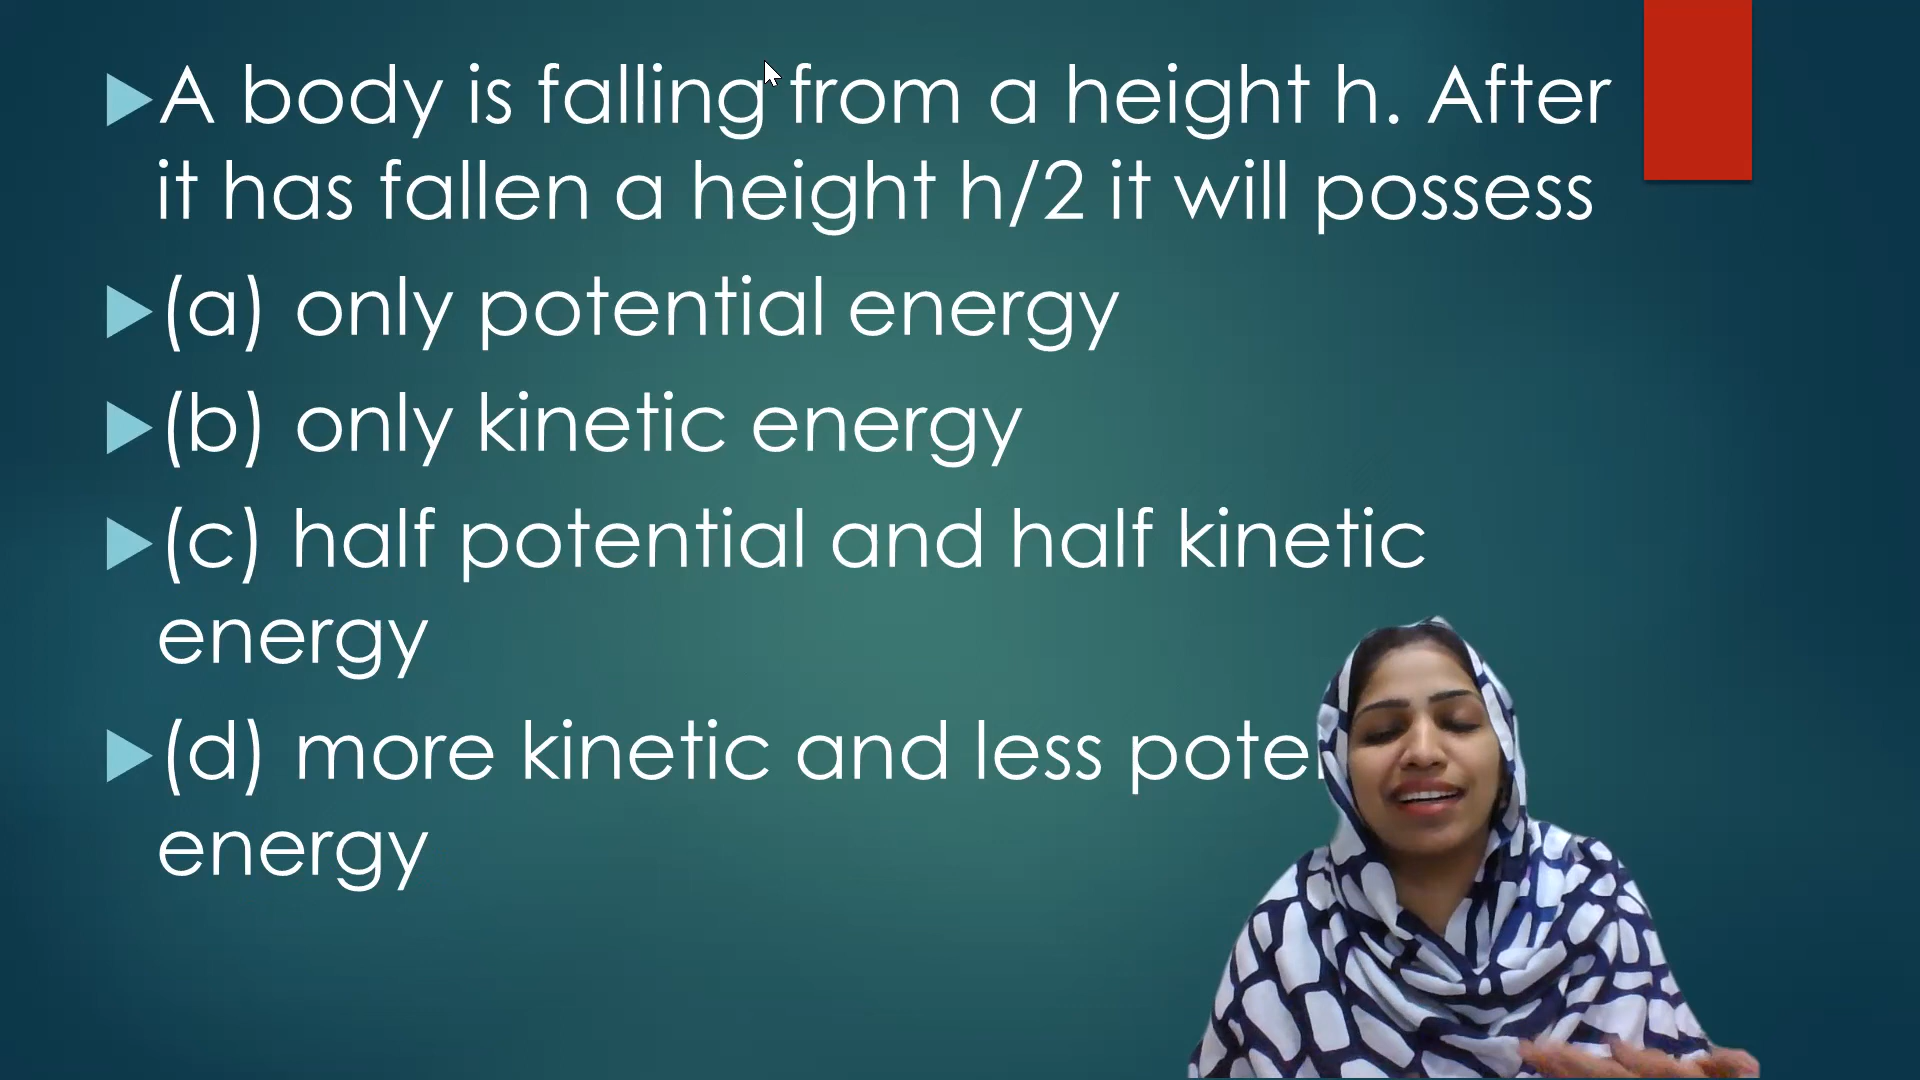 A body is falling from a height h. After
it has fallen a height h/2 it will possess
(a) only potential energy
(b) only kinetic energy
(c) half potential and half kinetic
energy
(d) more kinetic and less
energy